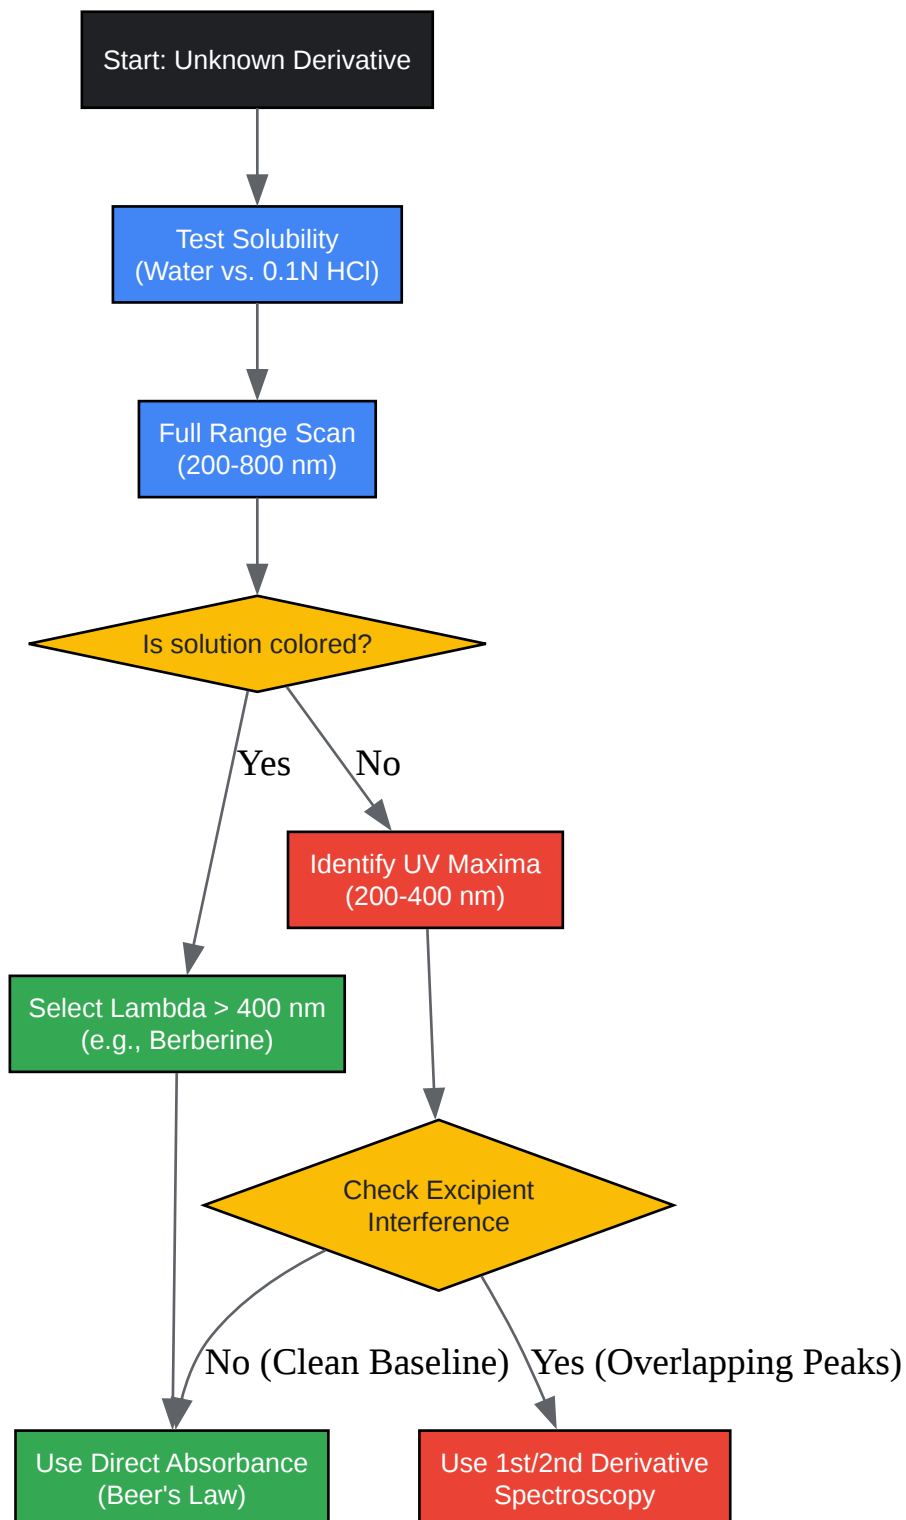 Start: Unknown Derivative
Test Solubility
(Water vs. 0.1N HCl)
Full Range Scan
(200-800 nm)
Is solution colored?
Yes
No
Identify UV Maxima
(200-400 nm)
Select Lambda > 400 nm
(e.g., Berberine)
Check Excipient
Interference
No (Clean Baseline)
Yes (Overlapping Peaks)
Use Direct Absorbance
(Beer's Law)
Use 1st/2nd Derivative
Spectroscopy